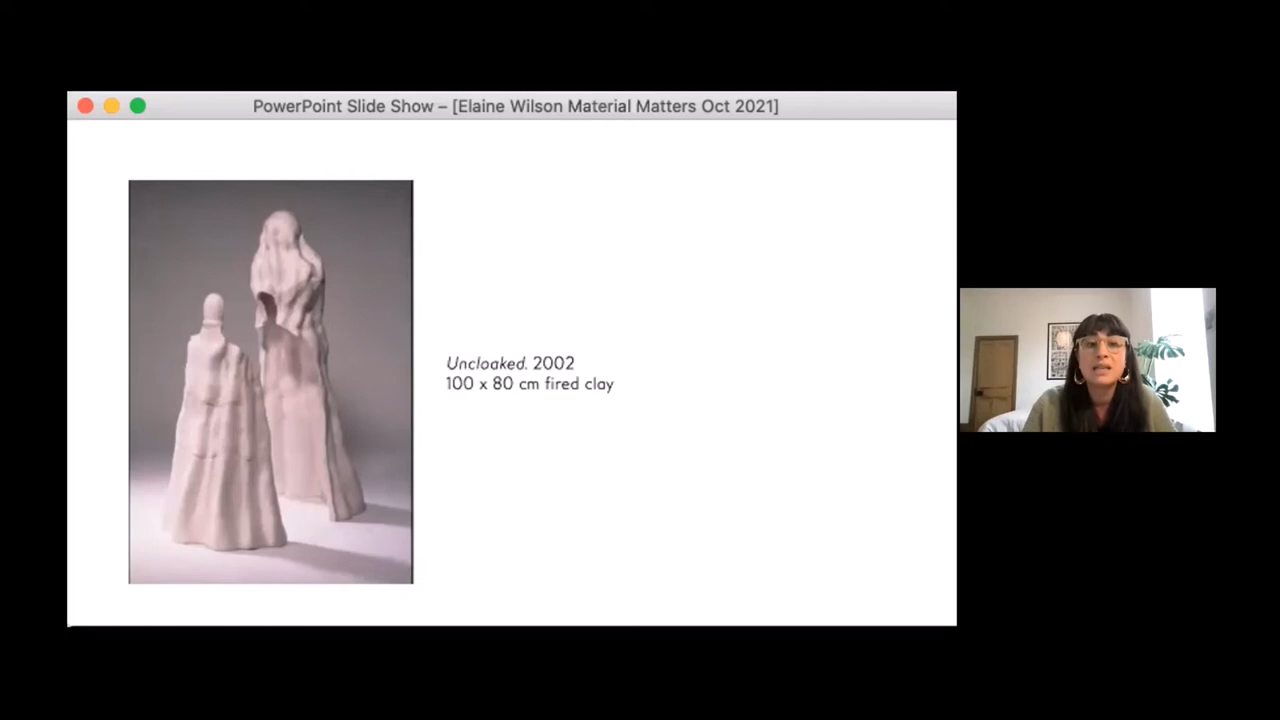 PowerPoint Slide Show – [Elaine Wilson Material Matters Oct 2021]
Uncloaked. 2002
100 x 80 cm fired clay